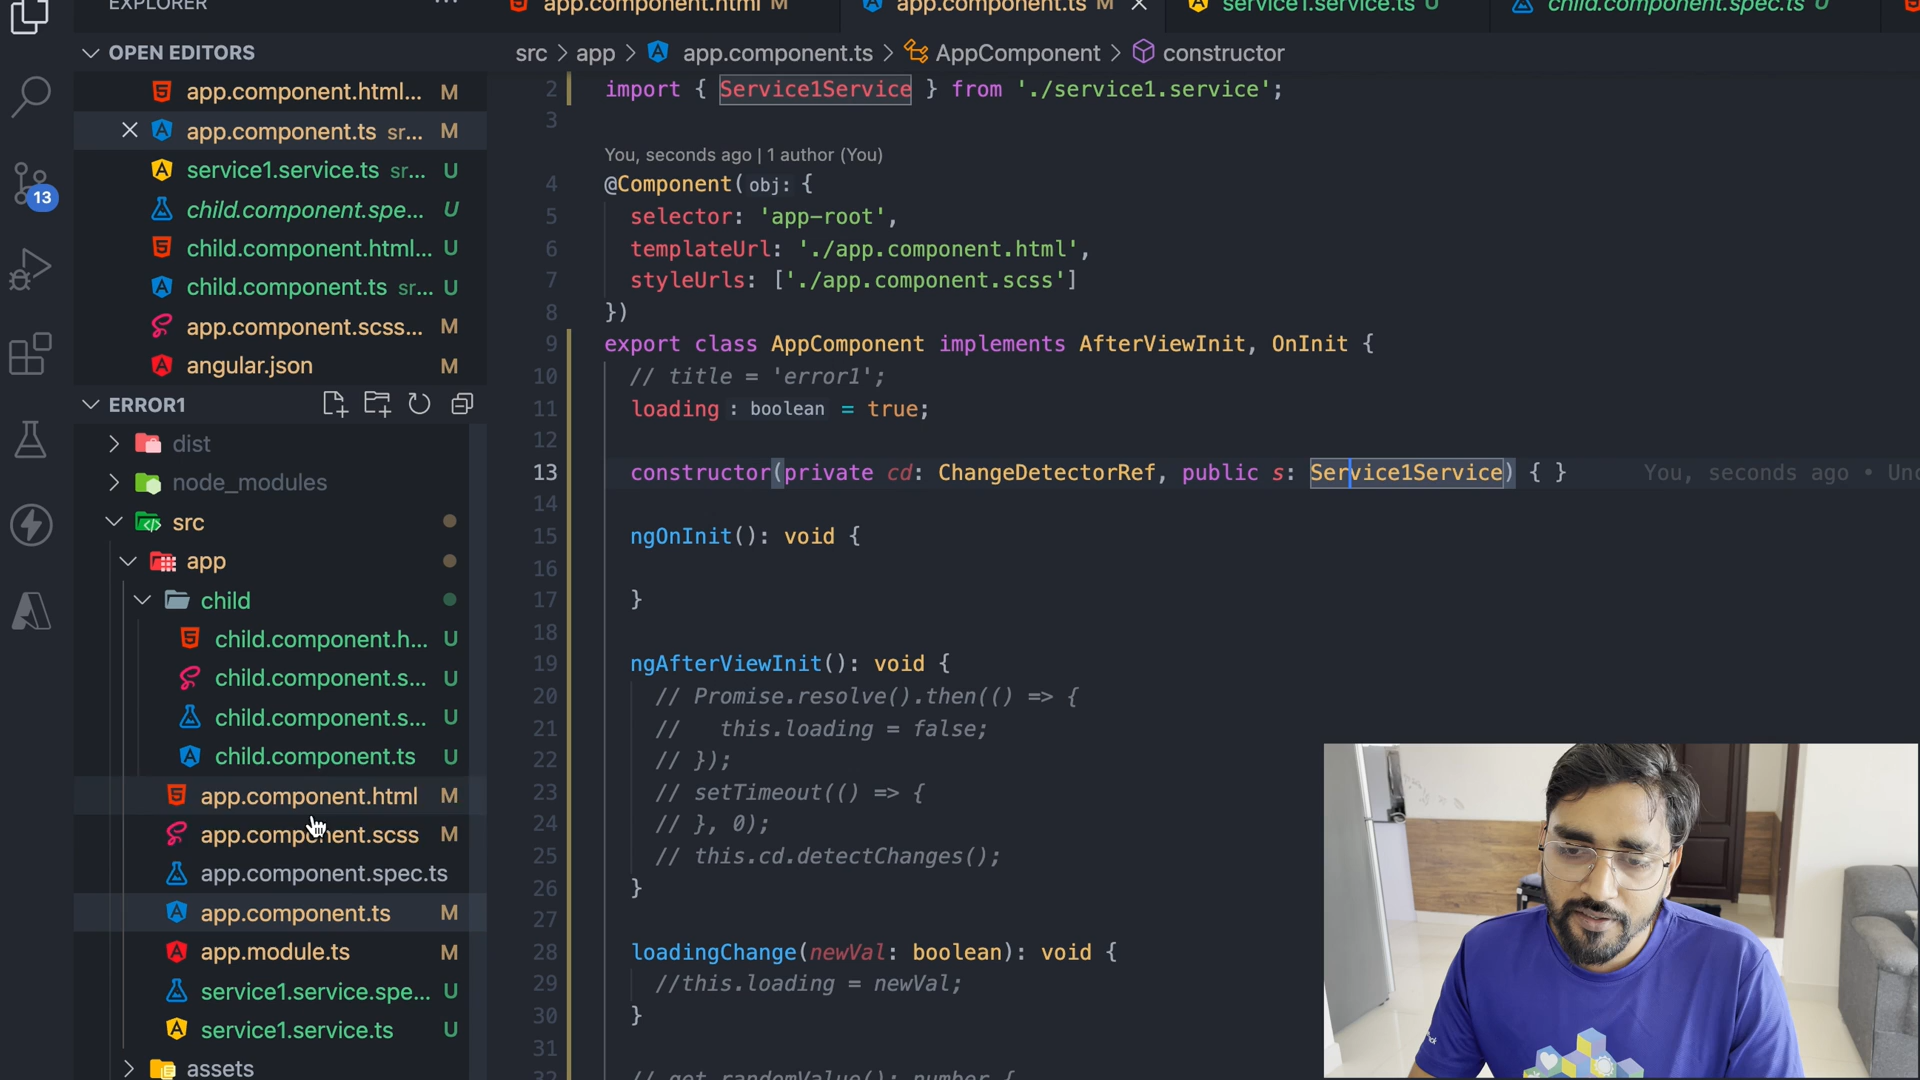 EXPLORER
app.component.html M
app.component.ts M
service1.service.ts U
child.component.spec.ts U
OPEN EDITORS
src > app > app.component.ts > AppComponent > constructor
app.component.html... M
app.component.ts sr... M
service1.service.ts sr... U
child.component.spe... U
child.component.html... U
child.component.ts sr... U
app.component.scss... M
angular.json M
13
ERROR1
dist
node_modules
src
app
child
child.component.h... U
child.component.s... U
child.component.s... U
child.component.ts U
app.component.html M
app.component.scss M
app.component.spec.ts
app.component.ts M
app.module.ts M
service1.service.spe... U
service1.service.ts U
assets
2 import { Service1Service } from './service1.service';
3
You, seconds ago | 1 author (You)
4 @Component( obj: {
5 selector: 'app-root',
6 templateUrl: './app.component.html',
7 styleUrls: ['./app.component.scss']
8 })
9 export class AppComponent implements AfterViewInit, OnInit {
10 // title = 'error1';
11 loading : boolean = true;
12
13 constructor(private cd: ChangeDetectorRef, public s: Service1Service) { } You, seconds ago • Unc
14
15 ngOnInit(): void {
16
17 }
18
19 ngAfterViewInit(): void {
20 // Promise.resolve().then(() => {
21 // this.loading = false;
22 // });
23 // setTimeout(() => {
24 // }, 0);
25 // this.cd.detectChanges();
26 }
27
28 loadingChange(newVal: boolean): void {
29 //this.loading = newVal;
30 }
31
32 // get randomValue(): number {